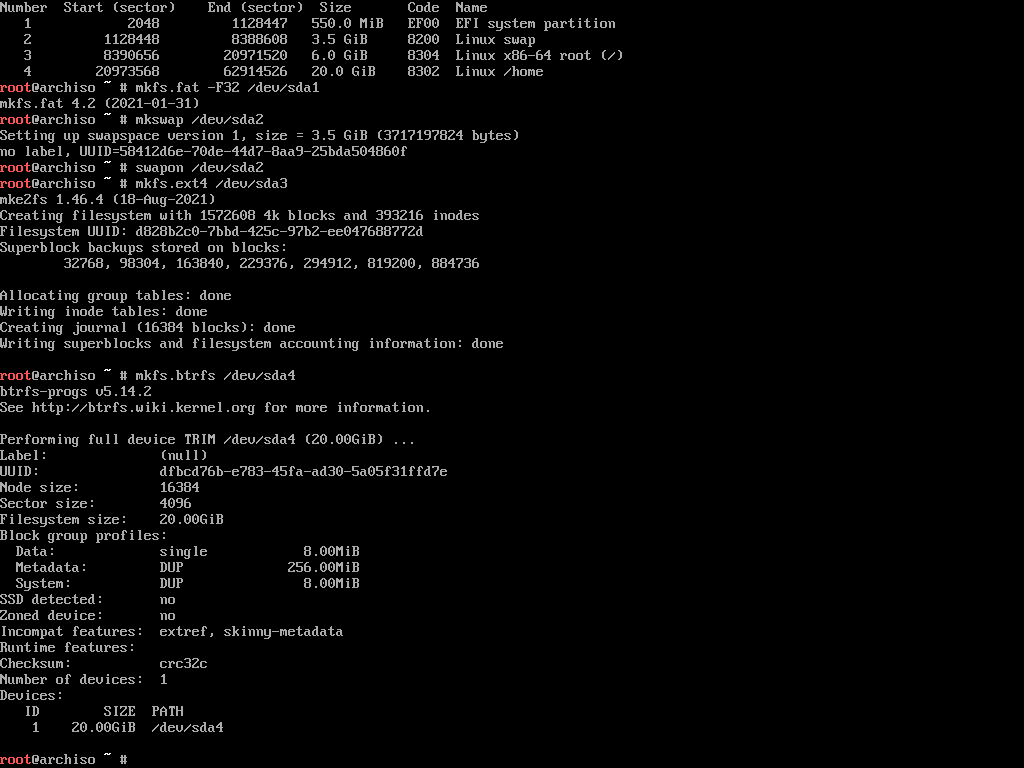 Number  Start (sector)    End (sector)  Size       Code  Name
   1            2048         1128447   550.0 MiB   EF00  EFI system partition
   2         1128448         8388608   3.5 GiB     8200  Linux swap
   3         8390656        20971520   6.0 GiB     8304  Linux x86-64 root (/)
   4        20973568        62914526   20.0 GiB    8302  Linux /home
root@archiso ~ # mkfs.fat -F32 /dev/sda1
mkfs.fat 4.2 (2021-01-31)
root@archiso ~ # mkswap /dev/sda2
Setting up swapspace version 1, size = 3.5 GiB (3717197824 bytes)
no label, UUID=58412d6e-70de-44d7-8aa9-25bda504860f
root@archiso ~ # swapon /dev/sda2
root@archiso ~ # mkfs.ext4 /dev/sda3
mke2fs 1.46.4 (18-Aug-2021)
Creating filesystem with 1572608 4k blocks and 393216 inodes
Filesystem UUID: d828b2c0-7bbd-425c-97b2-ee047688772d
Superblock backups stored on blocks:
        32768, 98304, 163840, 229376, 294912, 819200, 884736

Allocating group tables: done
Writing inode tables: done
Creating journal (16384 blocks): done
Writing superblocks and filesystem accounting information: done

root@archiso ~ # mkfs.btrfs /dev/sda4
btrfs-progs v5.14.2
See http://btrfs.wiki.kernel.org for more information.

Performing full device TRIM /dev/sda4 (20.00GiB) ...
Label:              (null)
UUID:               dfbcd76b-e783-45fa-ad30-5a05f31ffd7e
Node size:          16384
Sector size:        4096
Filesystem size:    20.00GiB
Block group profiles:
  Data:             single            8.00MiB
  Metadata:         DUP             256.00MiB
  System:           DUP               8.00MiB
SSD detected:       no
Zoned device:       no
Incompat features:  extref, skinny-metadata
Runtime features:
Checksum:           crc32c
Number of devices:  1
Devices:
   ID        SIZE  PATH
    1    20.00GiB  /dev/sda4

root@archiso ~ #